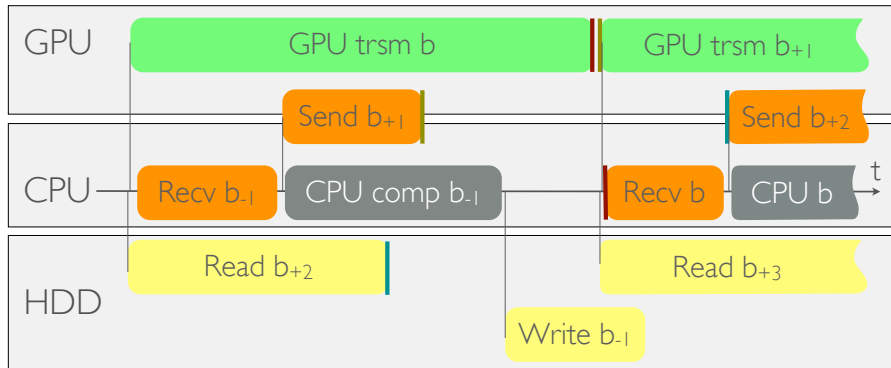 GPU
GPU trsm b
GPU trsm b+1
Send b+1
Send b+2
CPU
Recv b-1
CPU comp b-1
Recv b
CPU b
t
HDD
Read b+2
Read b+3
Write b-1